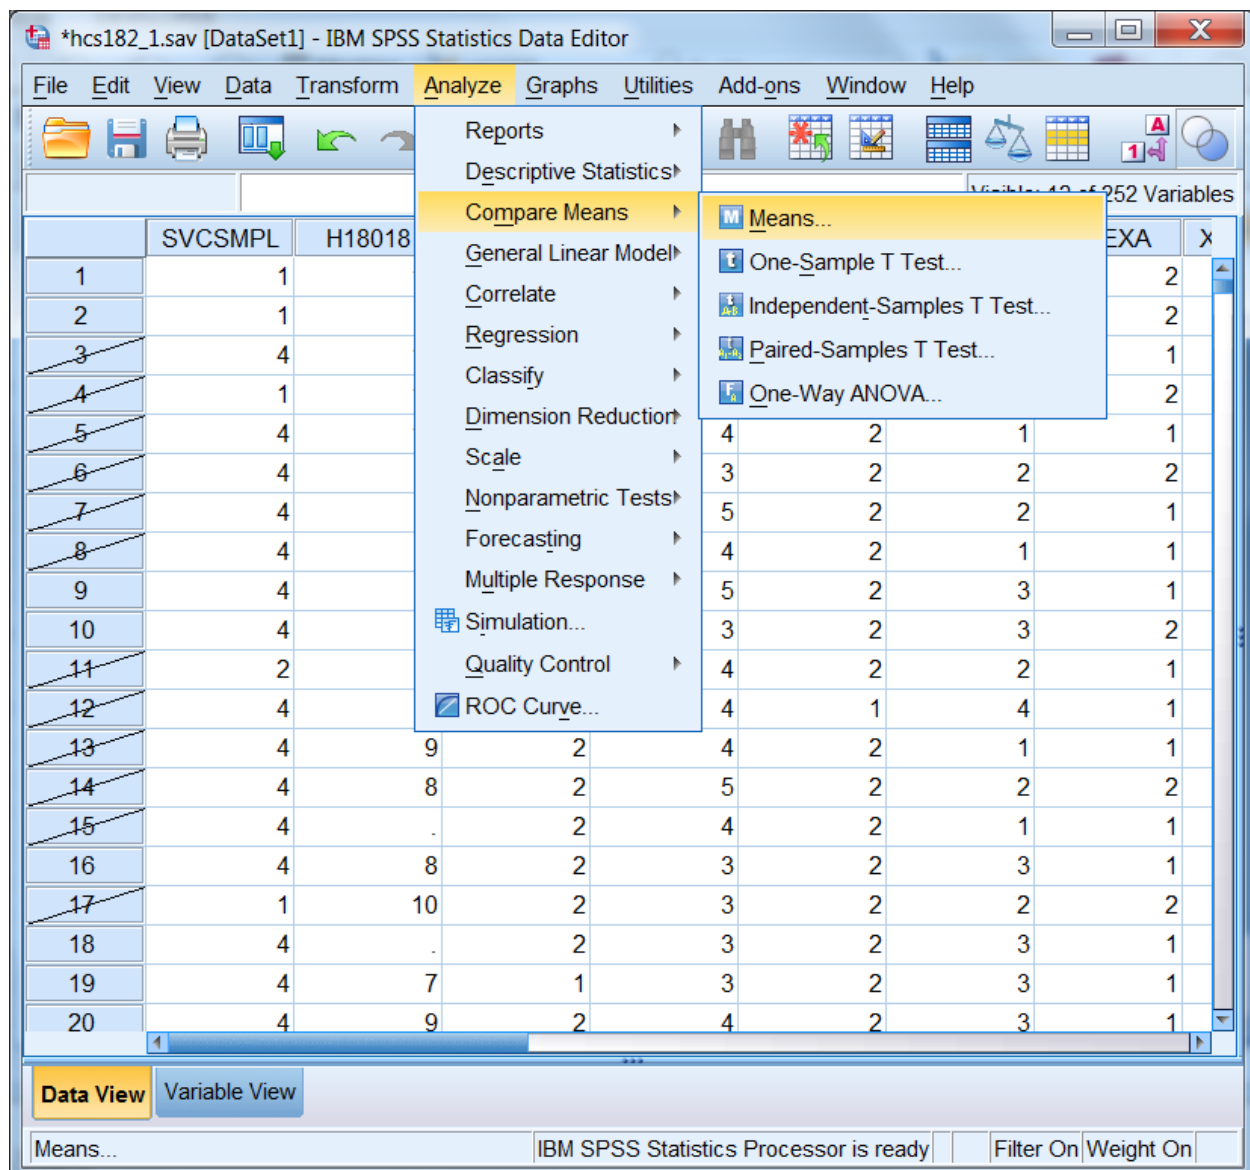 *hcs182_1.sav [DataSet1] - IBM SPSS Statistics Data Editor
File Edit View Data Transform Analyze Graphs Utilities Add-ons Window Help
A
1
Visible: 12 of 252 Variables
Reports
Descriptive Statistics
Compare Means
General Linear Model
Correlate
Regression
Classify
Dimension Reduction
Scale
Nonparametric Tests
Forecasting
Multiple Response
Simulation...
Quality Control
ROC Curve...
M Means...
t One-Sample T Test...
Independent-Samples T Test...
Paired-Samples T Test...
One-Way ANOVA...
SVCSMPL H18018 EXA X
1 1 2
2 1 2
3 4 1
4 1 2
5 4 4 2 1 1
6 4 3 2 2 2
7 4 5 2 2 1
8 4 4 2 1 1
9 4 5 2 3 1
10 4 3 2 3 2
11 2 4 2 2 1
12 4 4 1 4 1
13 4 9 2 4 2 1 1
14 4 8 2 5 2 2 2
15 4 . 2 4 2 1 1
16 4 8 2 3 2 3 1
17 1 10 2 3 2 2 2
18 4 . 2 3 2 3 1
19 4 7 1 3 2 3 1
20 4 9 2 4 2 3 1
Data View Variable View
Means... IBM SPSS Statistics Processor is ready Filter On Weight On